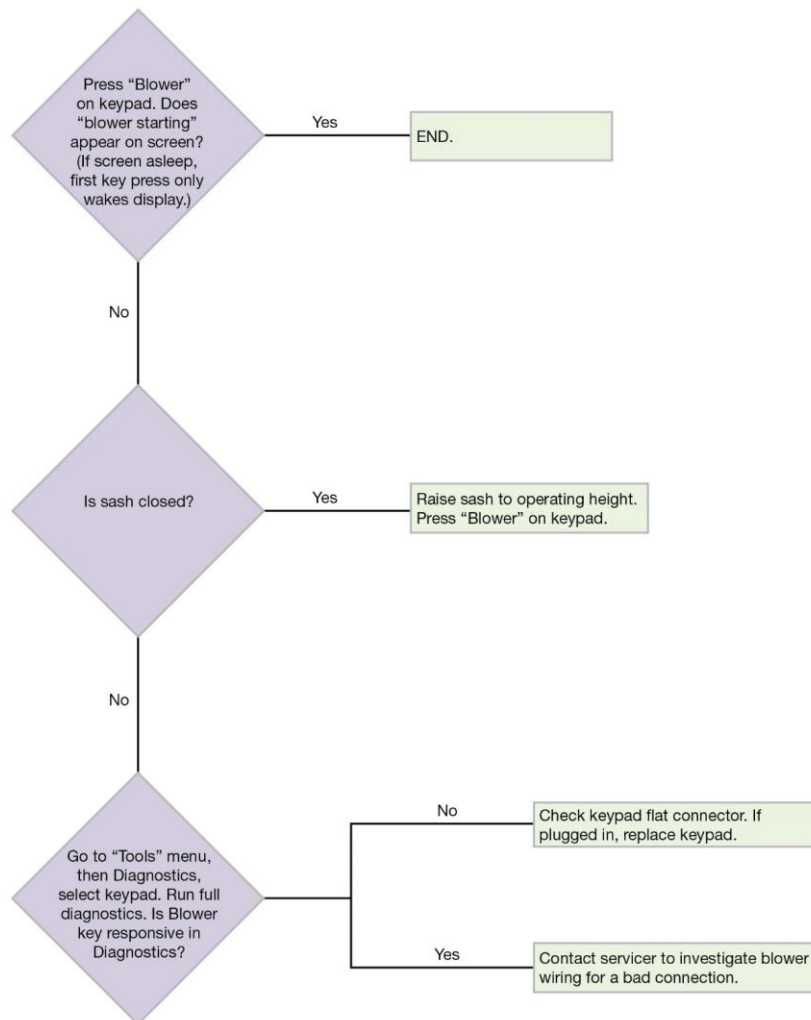 Press “Blower”
on keypad. Does
“blower starting”
appear on screen?
(If screen asleep,
first key press only
wakes display.)
Yes
END.
No
Is sash closed?
Yes
Raise sash to operating height.
Press “Blower” on keypad.
No
Go to “Tools” menu,
then Diagnostics,
select keypad. Run full
diagnostics. Is Blower
key responsive in
Diagnostics?
No
Check keypad flat connector. If
plugged in, replace keypad.
Yes
Contact servicer to investigate blower
wiring for a bad connection.